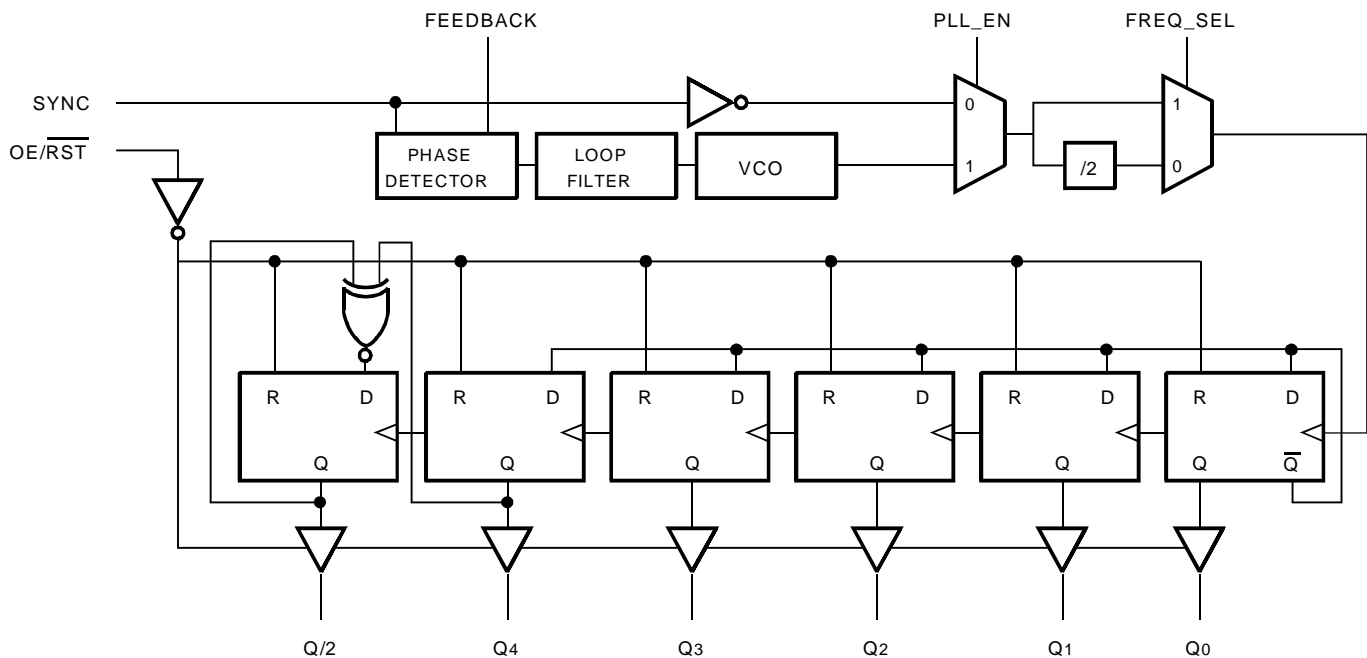 FEEDBACK
PLL_EN
FREQ_SEL
SYNC
OE/R̅S̅T̅
PHASE
DETECTOR
LOOP
FILTER
VCO
0
1
/2
1
0
R D
R D
R D
R D
R D
R D
Q
Q
Q
Q
Q
Q Q̅
Q/2
Q4
Q3
Q2
Q1
Q0